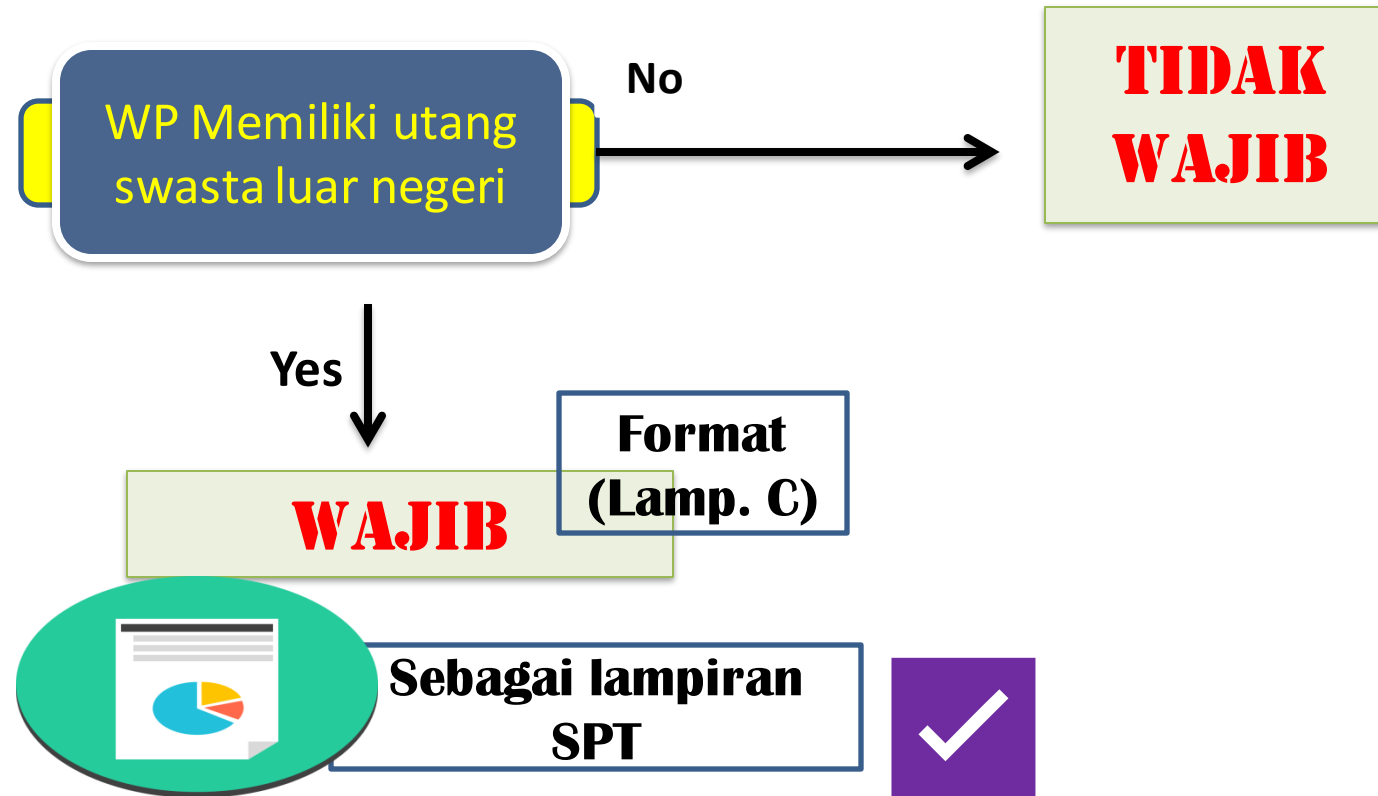 WP Memiliki utang
swasta luar negeri
No
TIDAK
WAJIB
Yes
Format
(Lamp. C)
WAJIB
Sebagai lampiran
SPT